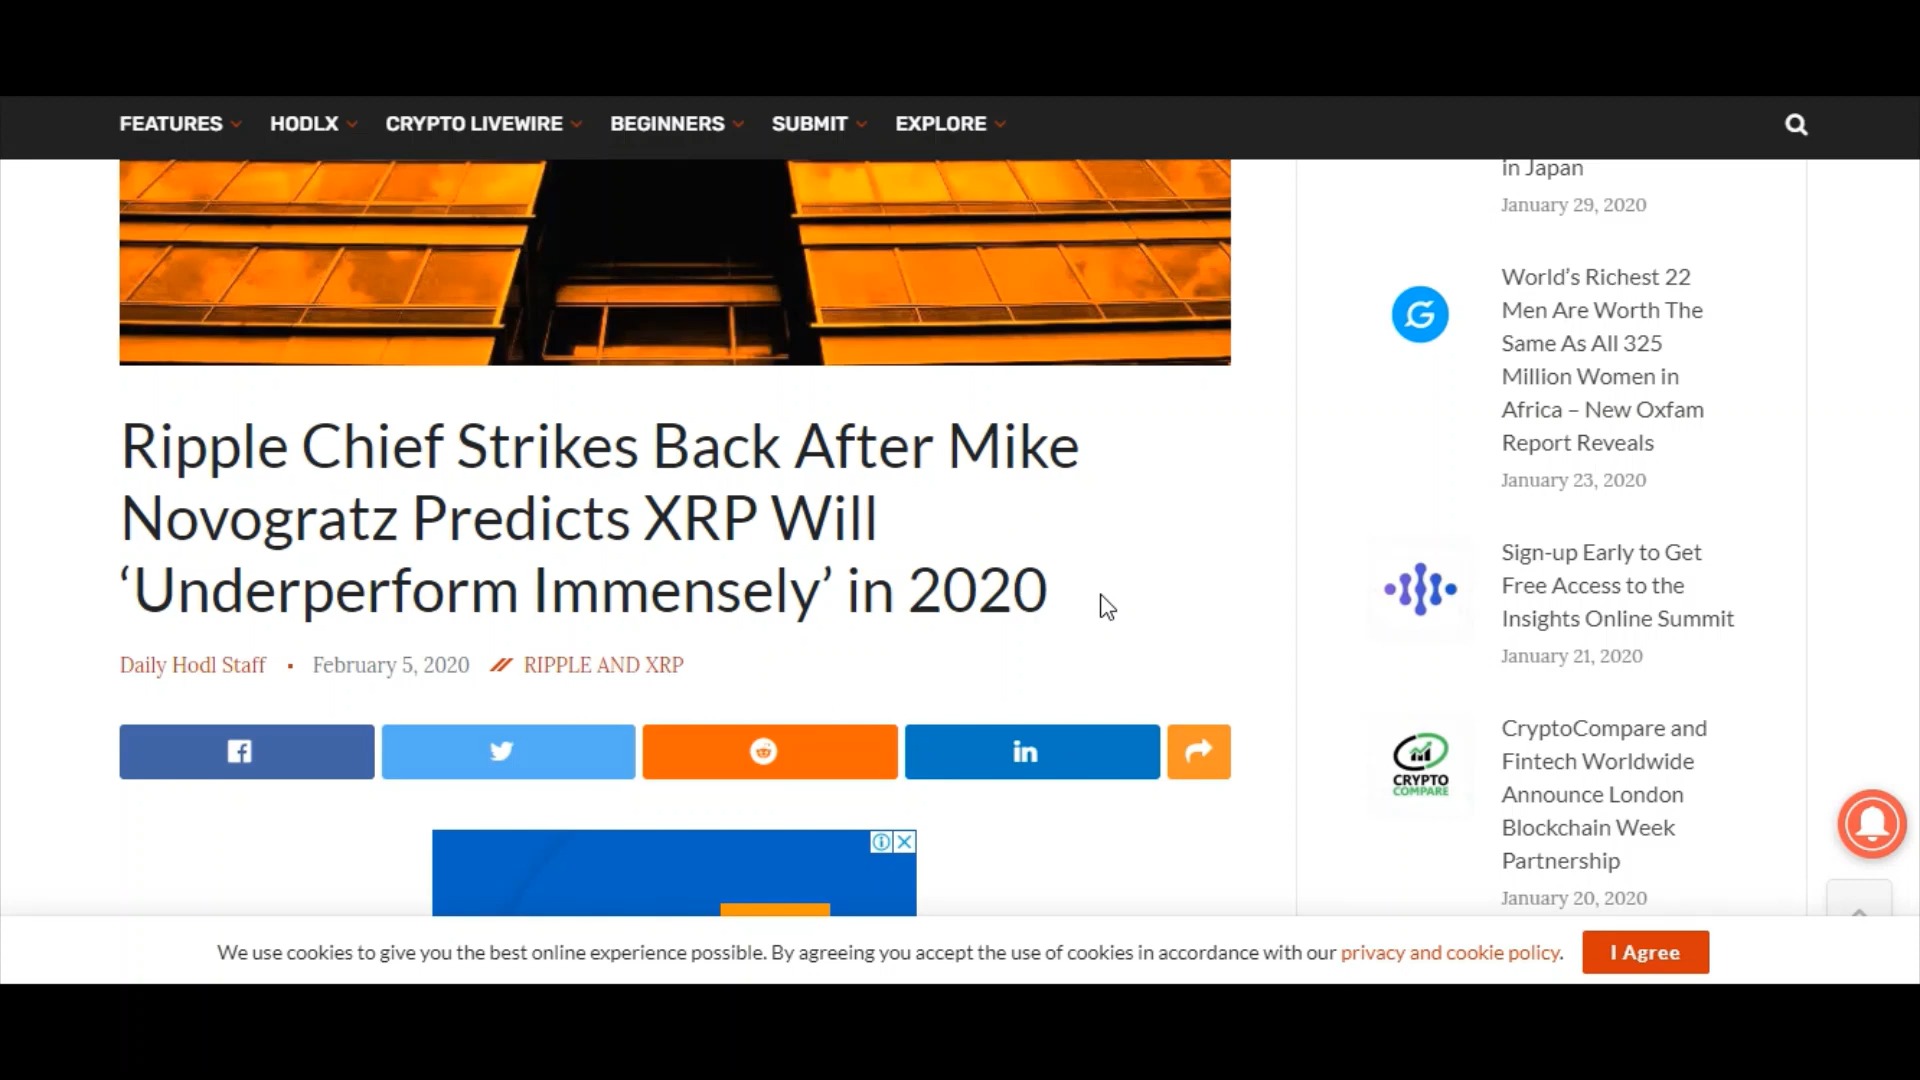 FEATURES HODLX CRYPTO LIVEWIRE BEGINNERS SUBMIT EXPLORE
Ripple Chief Strikes Back After Mike
Novogratz Predicts XRP Will
‘Underperform Immensely’ in 2020
Daily Hodl Staff February 5, 2020 RIPPLE AND XRP
in Japan
January 29, 2020
World’s Richest 22
Men Are Worth The
Same As All 325
Million Women in
Africa – New Oxfam
Report Reveals
January 23, 2020
Sign-up Early to Get
Free Access to the
Insights Online Summit
January 21, 2020
CRYPTO
COMPARE
CryptoCompare and
Fintech Worldwide
Announce London
Blockchain Week
Partnership
January 20, 2020
We use cookies to give you the best online experience possible. By agreeing you accept the use of cookies in accordance with our privacy and cookie policy. I Agree